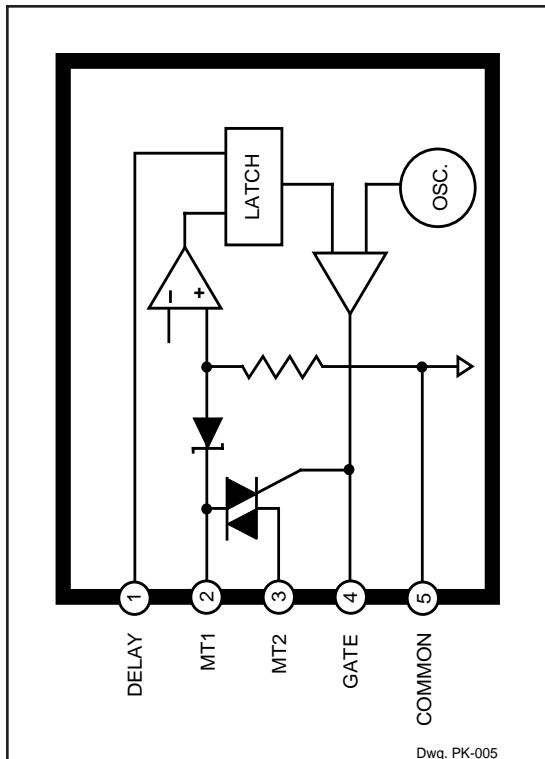 LATCH
OSC.
−
+
1
2
3
4
5
DELAY
MT1
MT2
GATE
COMMON
Dwg. PK-005